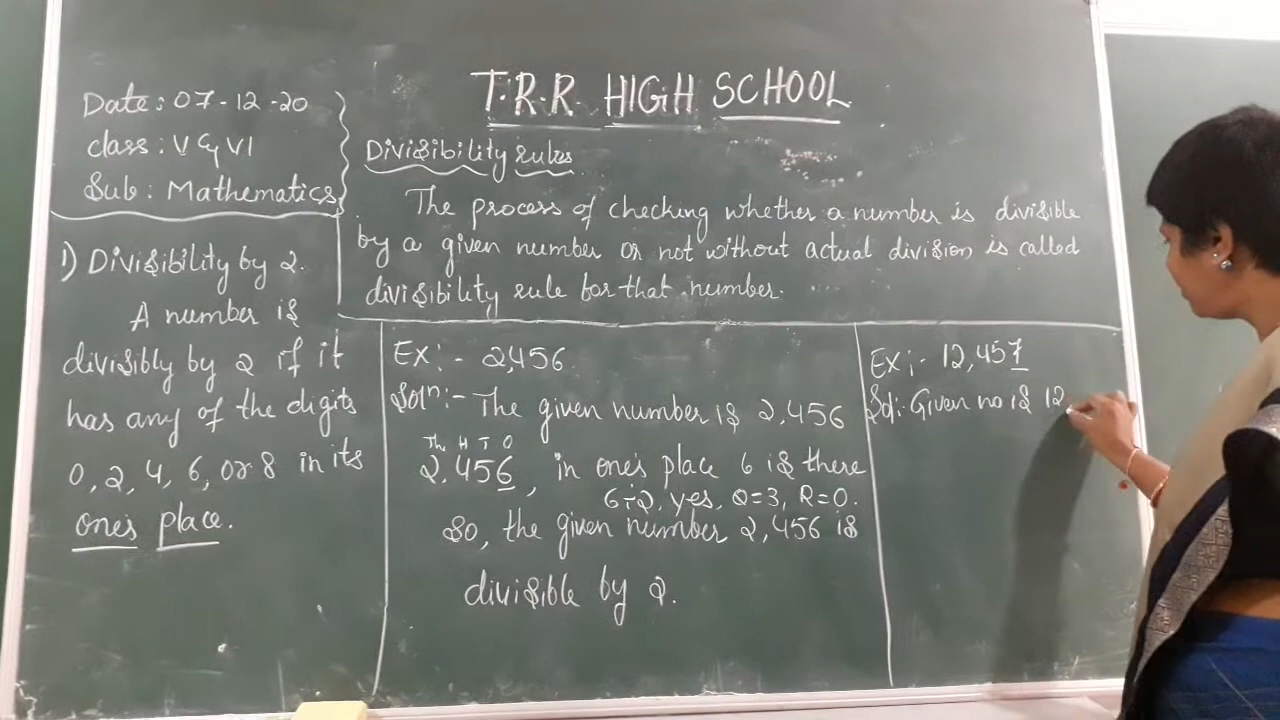 T.R.R. HIGH SCHOOL
Date: 07-12-20
class: V & VI
Sub: Mathematics
Divisibility rules
The process of checking whether a number is divisible
by a given number or not without actual division is called
divisibility rule for that number.
1) Divisibility by 2.
A number is
divisibly by 2 if it
has any of the digits
0, 2, 4, 6, or 8 in its
one's place.
Ex:- 2,456
Solⁿ:- The given number is 2,456
Th H T O
2,456, in one's place 6 is there
6÷2, yes, Q=3, R=0.
So, the given number 2,456 is
divisible by 2.
Ex:- 12,457
Sol:- Given no is 12